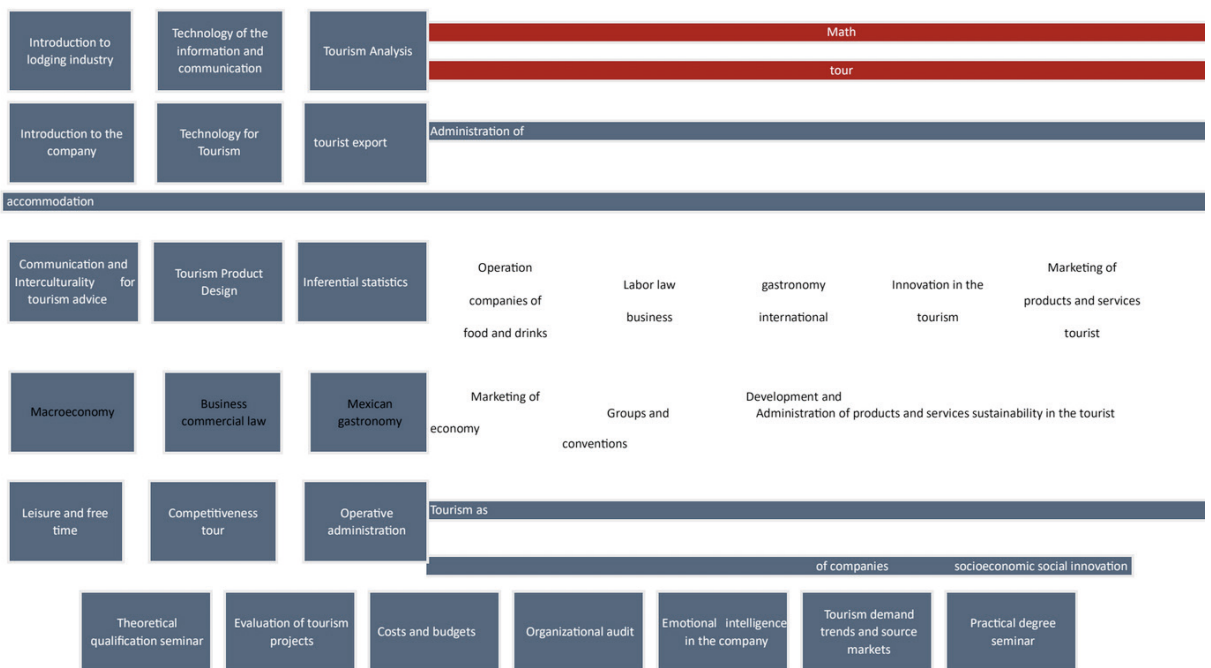 Introduction to
lodging industry
Technology of the
information and
communication
Tourism Analysis
Math
tour
Introduction to the
company
Technology for
Tourism
tourist export
Administration of
accommodation
Communication and
Interculturality for
tourism advice
Tourism Product
Design
Inferential statistics
Operation
companies of
food and drinks
Labor law
business
gastronomy
international
Innovation in the
tourism
Marketing of
products and services
tourist
Macroeconomy
Business
commercial law
Mexican
gastronomy
Marketing of
economy
Groups and
conventions
Development and
Administration of products and services sustainability in the tourist
Leisure and free
time
Competitiveness
tour
Operative
administration
Tourism as
of companies
socioeconomic social innovation
Theoretical
qualification seminar
Evaluation of tourism
projects
Costs and budgets
Organizational audit
Emotional intelligence
in the company
Tourism demand
trends and source
markets
Practical degree
seminar